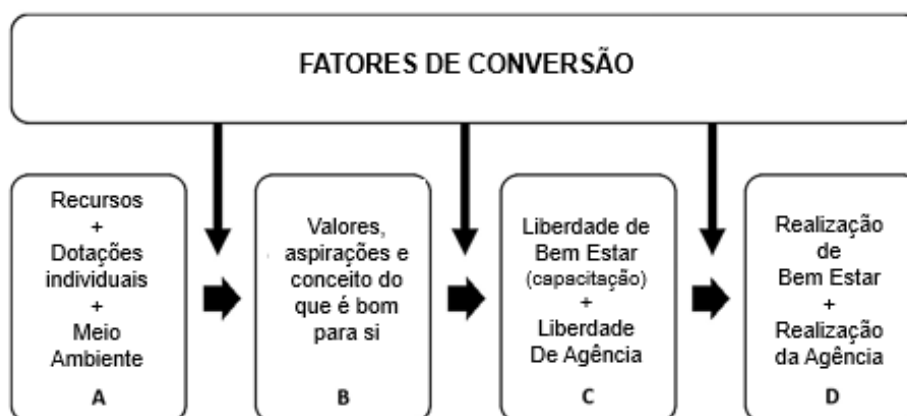 FATORES DE CONVERSÃO
Recursos
+
Dotações
individuais
+
Meio
Ambiente
A
Valores,
aspirações e
conceito do
que é bom
para si
B
Liberdade de
Bem Estar
(capacitação)
+
Liberdade
De Agência
C
Realização
de
Bem Estar
+
Realização
da Agência
D